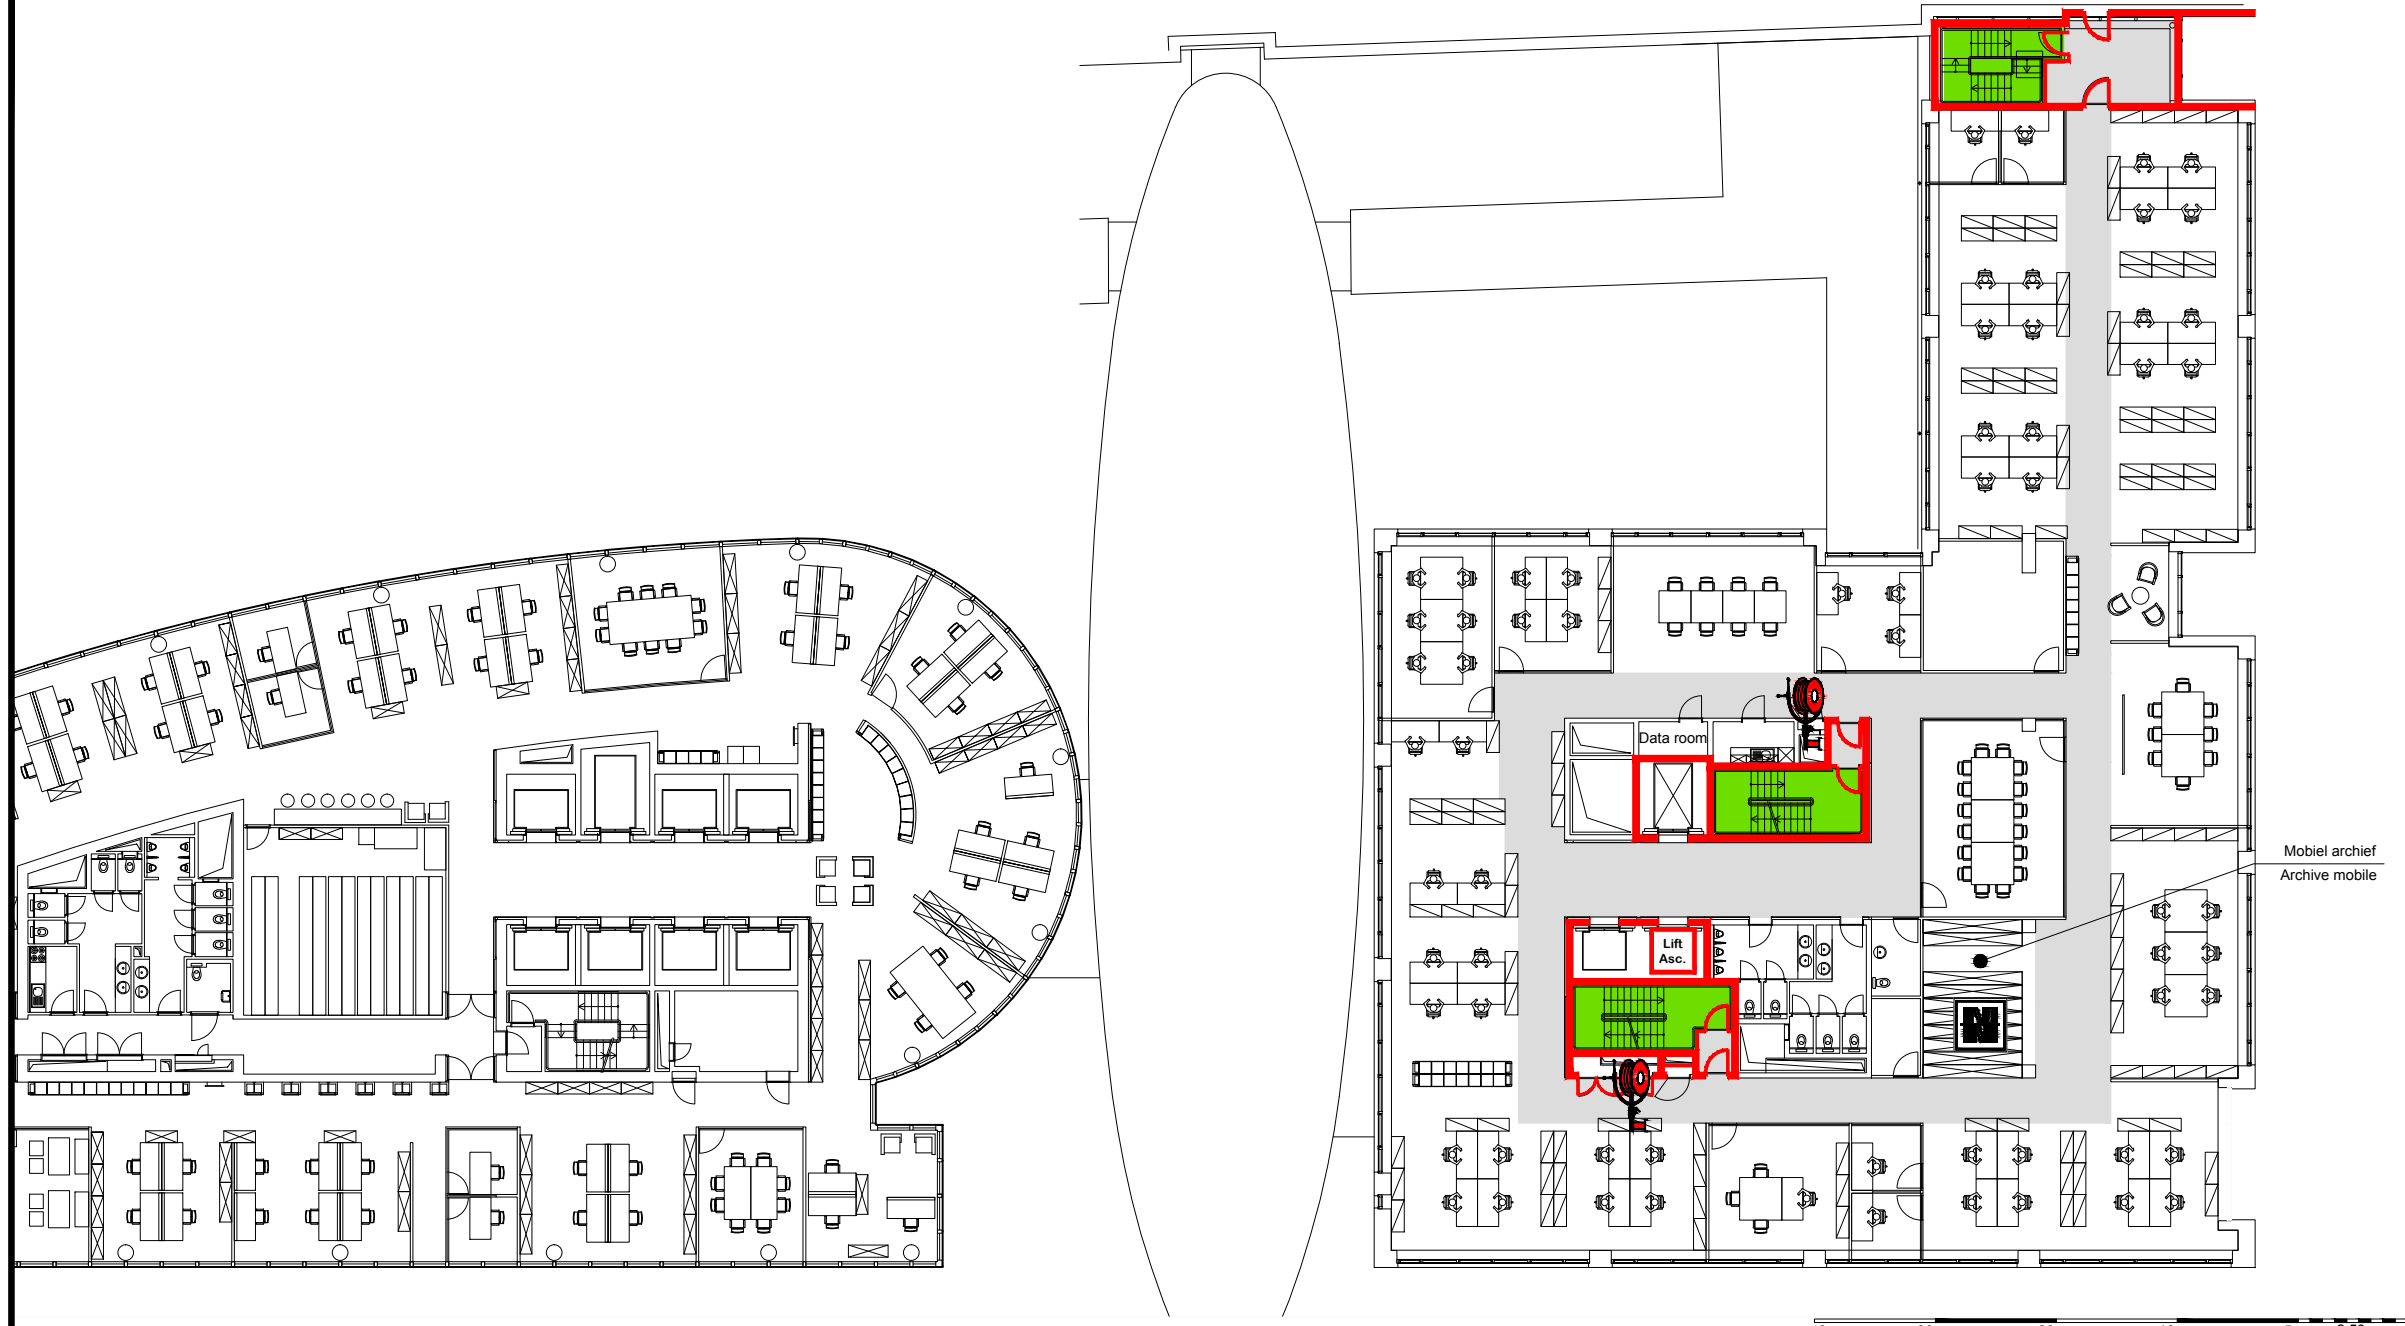 Data room
Mobiel archief
Archive mobile
Lift
Asc.